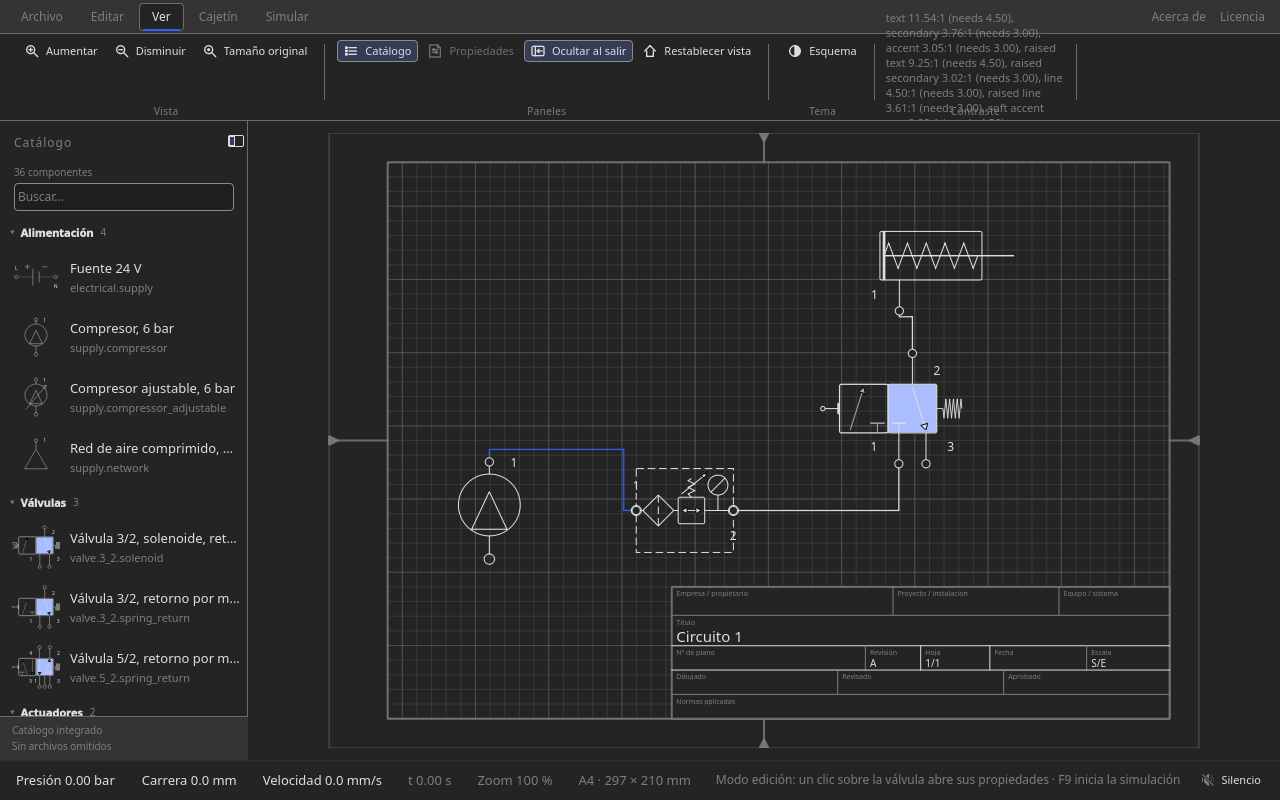 Archivo
Editar
Ver
Cajetín
Simular
Acerca de
Licencia
Aumentar
Disminuir
Tamaño original
Catálogo
Propiedades
Ocultar al salir
Restablecer vista
Esquema
text 11.54:1 (needs 4.50),
secondary 3.76:1 (needs 3.00),
accent 3.05:1 (needs 3.00), raised
text 9.25:1 (needs 4.50), raised
secondary 3.02:1 (needs 3.00), line
4.50:1 (needs 3.00), raised line
3.61:1 (needs 3.00), soft accent
Vista
Paneles
Tema
Contraste
Catálogo
36 componentes
Buscar...
Alimentación 4
Fuente 24 V
electrical.supply
Compresor, 6 bar
supply.compressor
Compresor ajustable, 6 bar
supply.compressor_adjustable
Red de aire comprimido, ...
supply.network
Válvulas 3
Válvula 3/2, solenoide, ret...
valve.3_2.solenoid
Válvula 3/2, retorno por m...
valve.3_2.spring_return
Válvula 5/2, retorno por m...
valve.5_2.spring_return
Actuadores 2
Catálogo integrado
Sin archivos omitidos
1
2
1
3
1
1
2
Empresa / propietario
Proyecto / instalación
Equipo / sistema
Título
Circuito 1
Nº de plano
Revisión
A
Hoja
1/1
Fecha
Escala
S/E
Dibujado
Revisado
Aprobado
Normas aplicadas
Presión 0.00 bar
Carrera 0.0 mm
Velocidad 0.0 mm/s
t 0.00 s
Zoom 100 %
A4 · 297 × 210 mm
Modo edición: un clic sobre la válvula abre sus propiedades · F9 inicia la simulación
Silencio